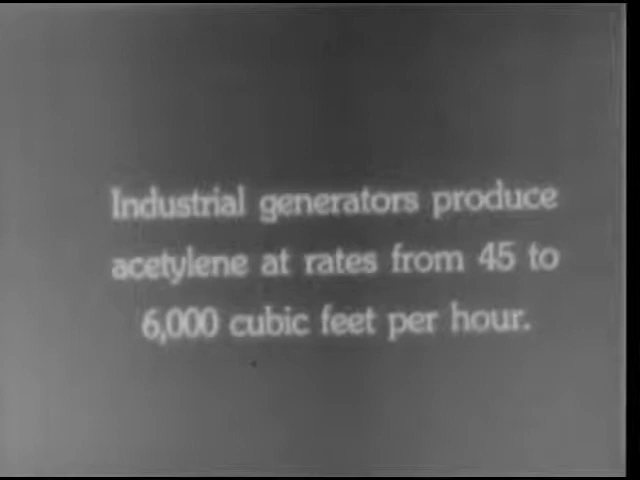 Industrial generators produce
acetylene at rates from 45 to
6,000 cubic feet per hour.